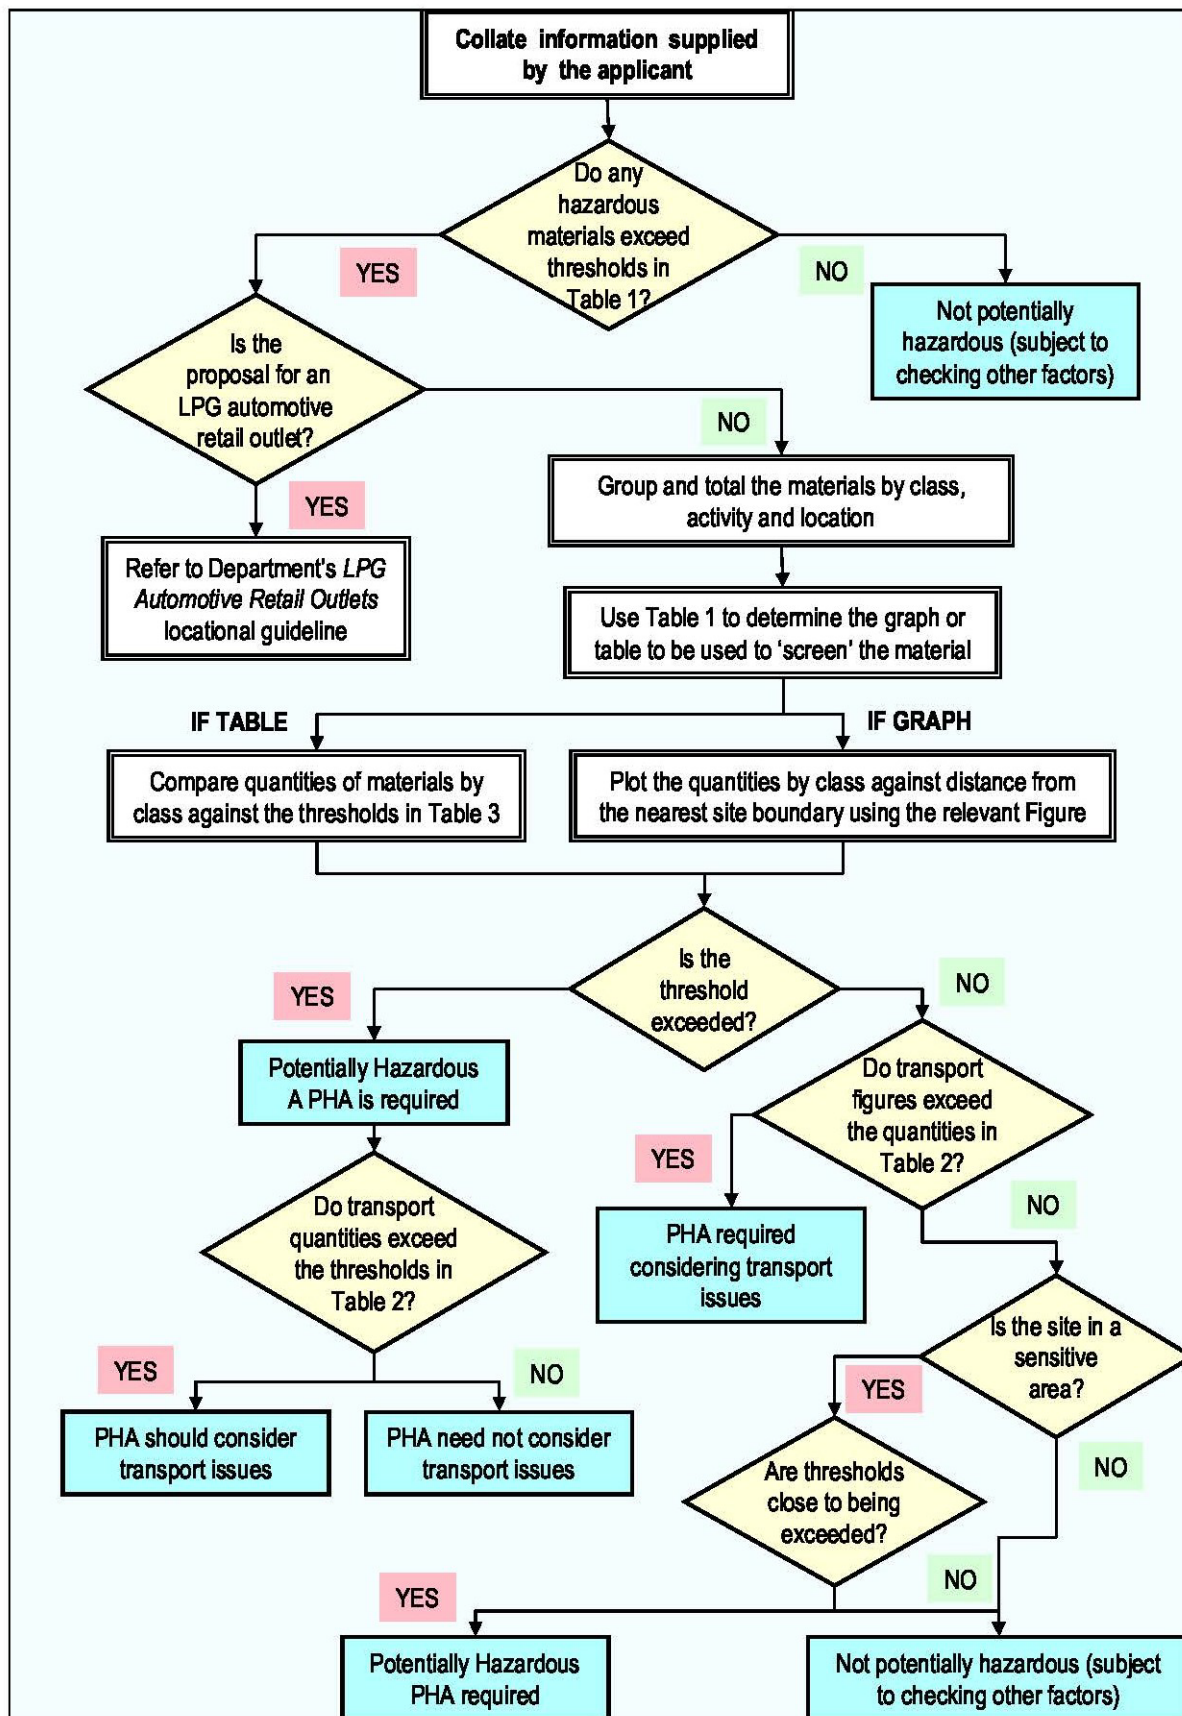 Collate information supplied
by the applicant
Do any
hazardous
materials exceed
thresholds in
Table 1?
YES
NO
Not potentially
hazardous (subject to
checking other factors)
Is the
proposal for an
LPG automotive
retail outlet?
NO
YES
Group and total the materials by class,
activity and location
Refer to Department's LPG
Automotive Retail Outlets
locational guideline
Use Table 1 to determine the graph or
table to be used to 'screen' the material
IF TABLE
IF GRAPH
Compare quantities of materials by
class against the thresholds in Table 3
Plot the quantities by class against distance from
the nearest site boundary using the relevant Figure
Is the
threshold
exceeded?
YES
NO
Potentially Hazardous
A PHA is required
Do transport
figures exceed
the quantities in
Table 2?
YES
NO
Do transport
quantities exceed
the thresholds in
Table 2?
PHA required
considering transport
issues
Is the site in a
sensitive
area?
YES
NO
YES
NO
PHA should consider
transport issues
PHA need not consider
transport issues
Are thresholds
close to being
exceeded?
YES
NO
Potentially Hazardous
PHA required
Not potentially hazardous (subject
to checking other factors)